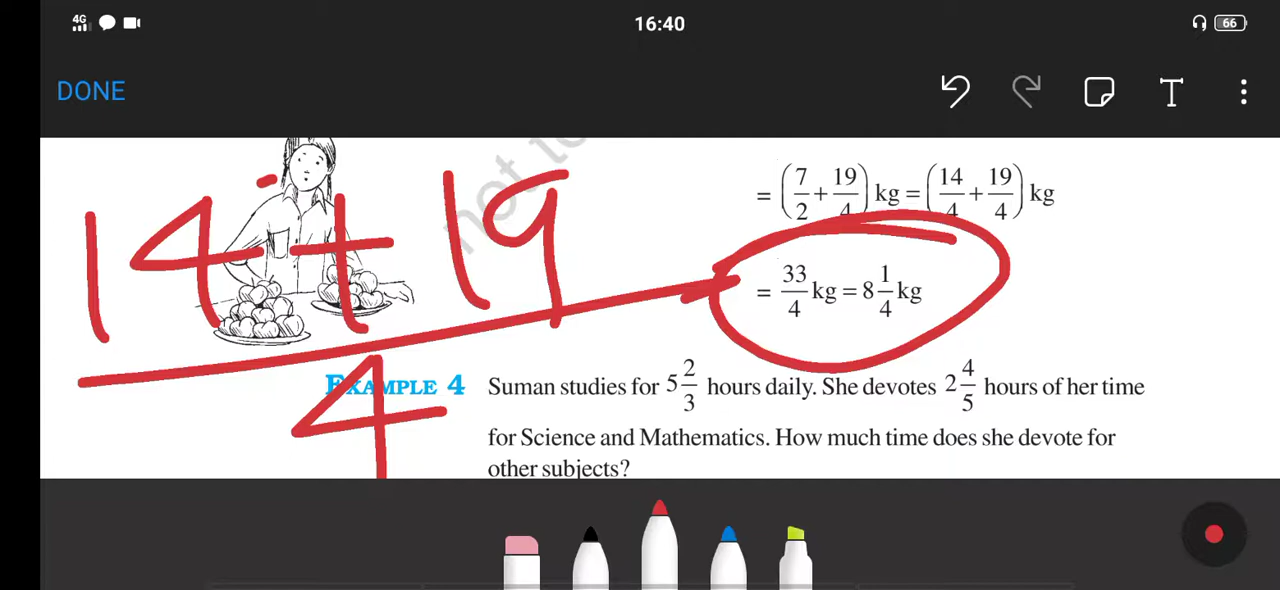 4G 16:40 66
DONE T
not to
= (7/2 + 19/4) kg = (14/4 + 19/4) kg
14 + 19
= 33/4 kg = 8 1/4 kg
4
EXAMPLE 4 Suman studies for 5 2/3 hours daily. She devotes 2 4/5 hours of her time
for Science and Mathematics. How much time does she devote for
other subjects?